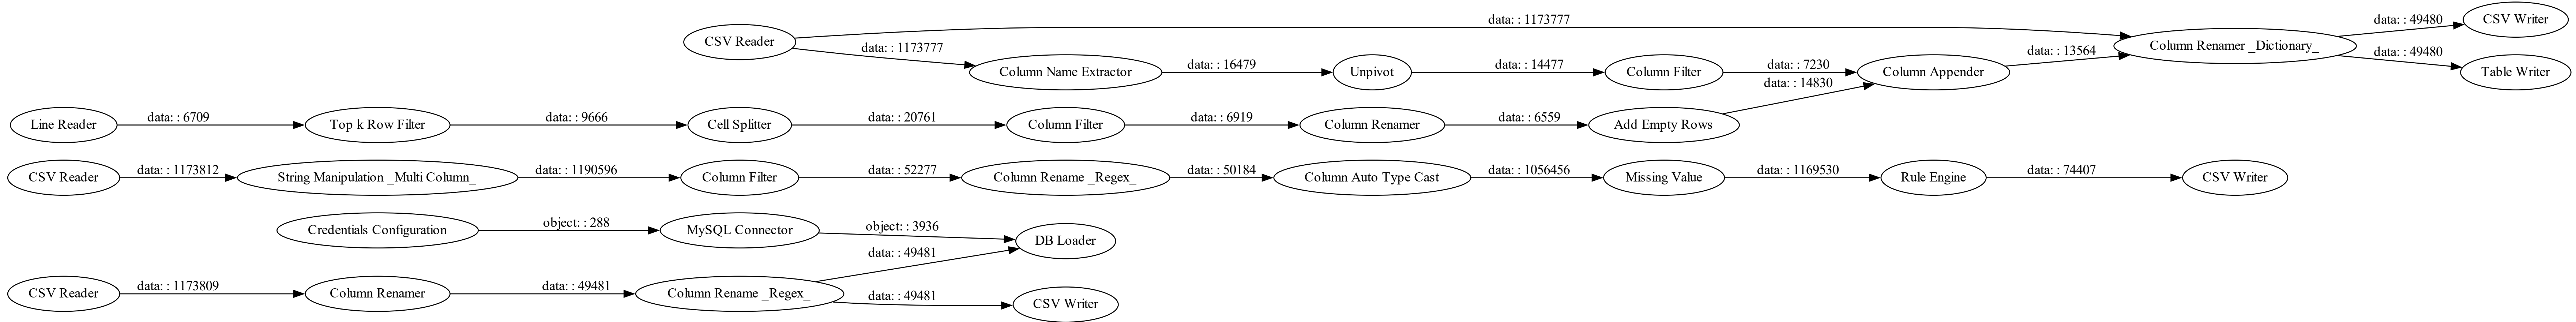 CSV Reader
data: : 1173777
data: : 1173777
Column Name Extractor
data: : 16479
Unpivot
data: : 14477
Column Filter
data: : 7230
Column Appender
data: : 13564
Column Renamer _Dictionary_
data: : 49480
CSV Writer
data: : 49480
Table Writer
Line Reader
data: : 6709
Top k Row Filter
data: : 9666
Cell Splitter
data: : 20761
Column Filter
data: : 6919
Column Renamer
data: : 6559
Add Empty Rows
data: : 14830
CSV Reader
data: : 1173812
String Manipulation _Multi Column_
data: : 1190596
Column Filter
data: : 52277
Column Rename _Regex_
data: : 50184
Column Auto Type Cast
data: : 1056456
Missing Value
data: : 1169530
Rule Engine
data: : 74407
CSV Writer
Credentials Configuration
object: : 288
MySQL Connector
object: : 3936
DB Loader
CSV Reader
data: : 1173809
Column Renamer
data: : 49481
Column Rename _Regex_
data: : 49481
data: : 49481
CSV Writer